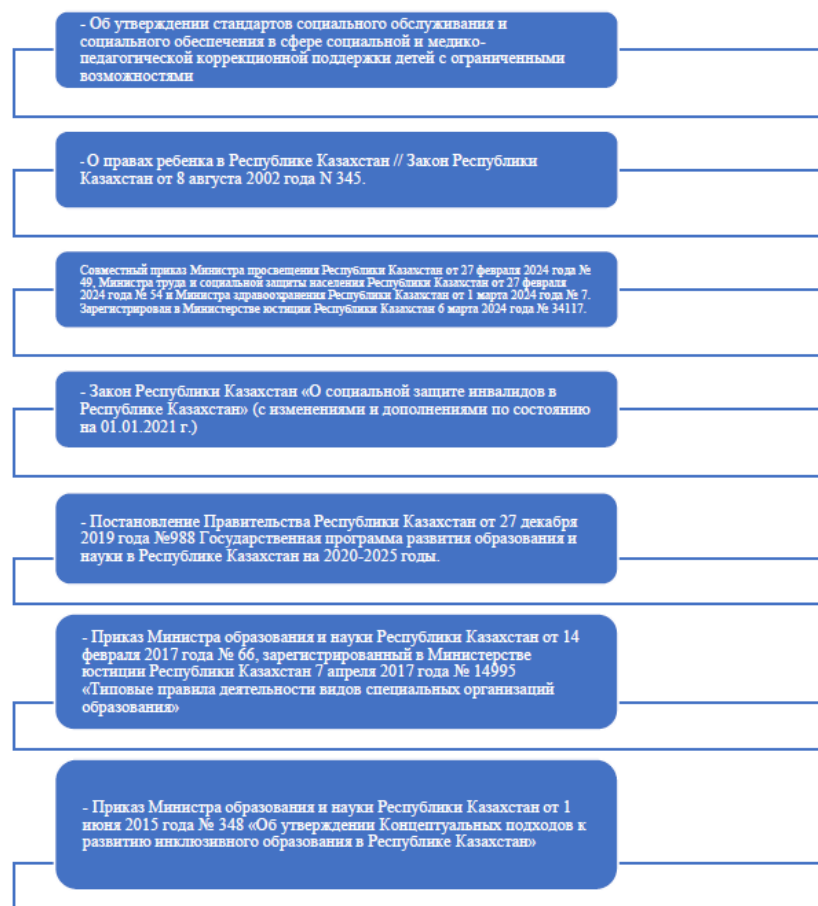 - Об утверждении стандартов социального обслуживания и
социального обеспечения в сфере социальной и медико-
педагогической коррекционной поддержки детей с ограниченными
возможностями
- О правах ребенка в Республике Казахстан // Закон Республики
Казахстан от 8 августа 2002 года N 345.
Совместный приказ Министра просвещения Республики Казахстан от 27 февраля 2024 года №
49, Министра труда и социальной защиты населения Республики Казахстан от 27 февраля
2024 года № 54 и Министра здравоохранения Республики Казахстан от 1 марта 2024 года № 7.
Зарегистрирован в Министерстве юстиции Республики Казахстан 6 марта 2024 года № 34117.
- Закон Республики Казахстан «О социальной защите инвалидов в
Республике Казахстан» (с изменениями и дополнениями по состоянию
на 01.01.2021 г.)
- Постановление Правительства Республики Казахстан от 27 декабря
2019 года №988 Государственная программа развития образования и
науки в Республике Казахстан на 2020-2025 годы.
- Приказ Министра образования и науки Республики Казахстан от 14
февраля 2017 года № 66, зарегистрированный в Министерстве
юстиции Республики Казахстан 7 апреля 2017 года № 14995
«Типовые правила деятельности видов специальных организаций
образования»
- Приказ Министра образования и науки Республики Казахстан от 1
июня 2015 года № 348 «Об утверждении Концептуальных подходов к
развитию инклюзивного образования в Республике Казахстан»